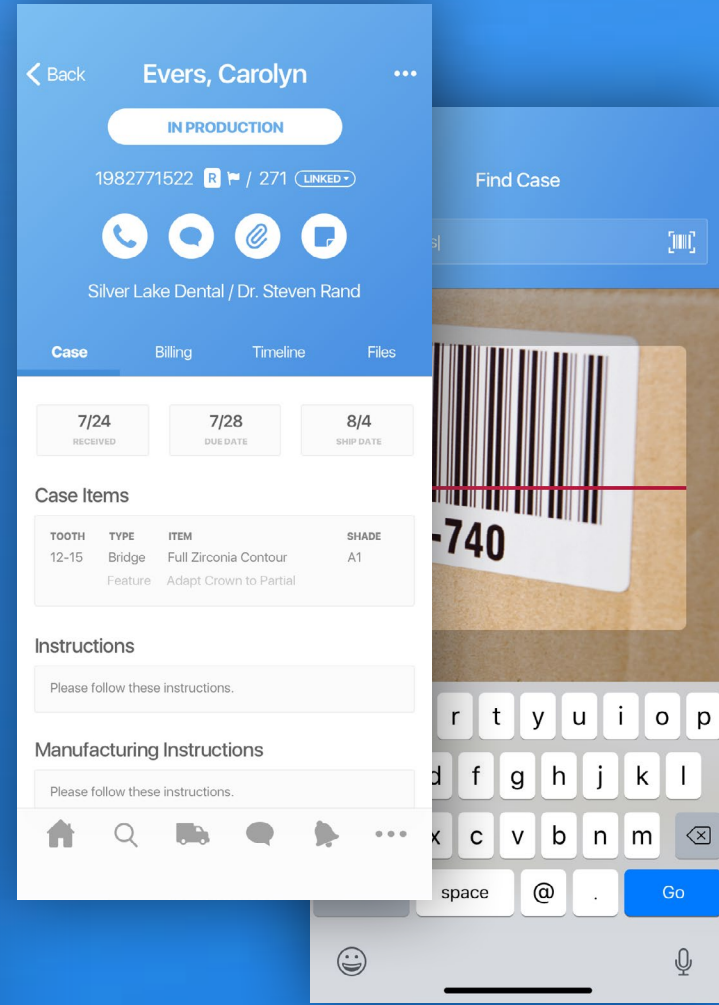 Back
Evers, Carolyn
IN PRODUCTION
1982771522 R / 271 LINKED
Silver Lake Dental / Dr. Steven Rand
Case Billing Timeline Files
7/24 7/28 8/4
RECEIVED DUE DATE SHIP DATE
Case Items
TOOTH TYPE ITEM SHADE
12-15 Bridge Full Zirconia Contour A1
Feature Adapt Crown to Partial
Instructions
Please follow these instructions.
Manufacturing Instructions
Please follow these instructions.
Find Case
s
-740
r t y u i o p
d f g h j k l
x c v b n m
space @ . Go